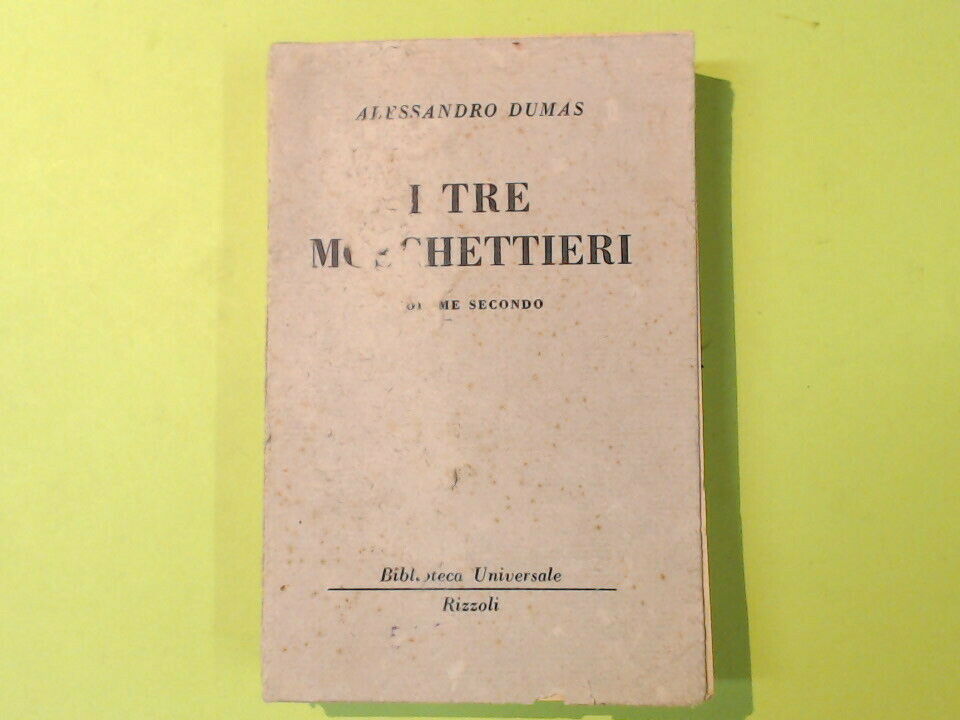 ALESSANDRO DUMAS
I TRE
MOSCHETTIERI
SECONDO
Biblioteca Universale
Rizzoli